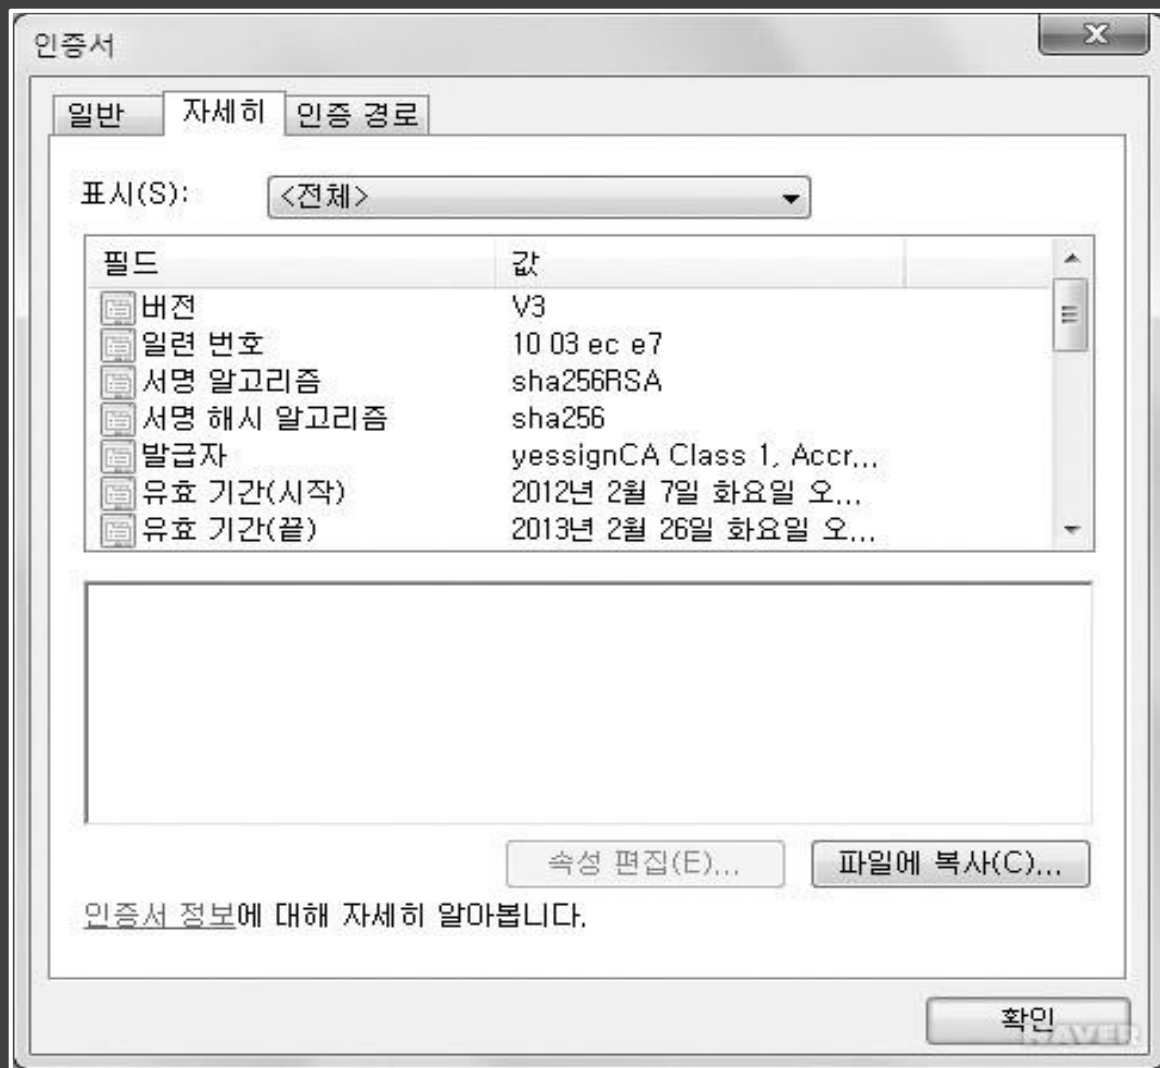 인증서
일반 자세히 인증 경로
표시(S): <전체>
필드 값
버전 V3
일련 번호 10 03 ec e7
서명 알고리즘 sha256RSA
서명 해시 알고리즘 sha256
발급자 yessignCA Class 1, Accr...
유효 기간(시작) 2012년 2월 7일 화요일 오...
유효 기간(끝) 2013년 2월 26일 화요일 오...
속성 편집(E)... 파일에 복사(C)...
인증서 정보에 대해 자세히 알아봅니다.
확인
NAVER